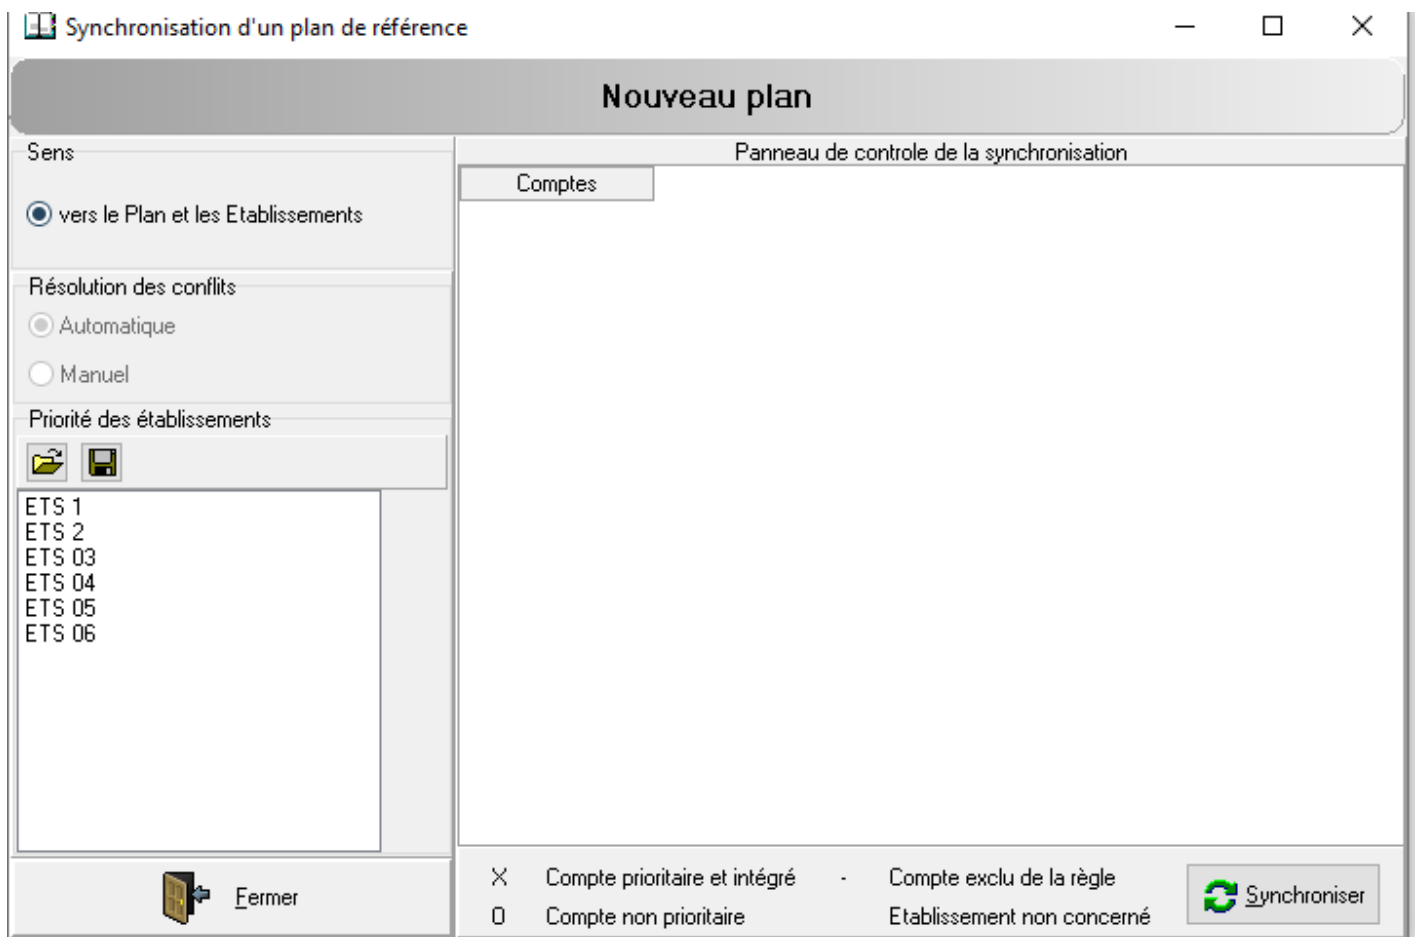 Synchronisation d'un plan de référence
Nouveau plan
Sens
vers le Plan et les Etablissements
Résolution des conflits
Automatique
Manuel
Priorité des établissements
ETS 1
ETS 2
ETS 03
ETS 04
ETS 05
ETS 06
Fermer
Panneau de controle de la synchronisation
Comptes
X Compte prioritaire et intégré - Compte exclu de la règle
O Compte non prioritaire Etablissement non concerné
Synchroniser